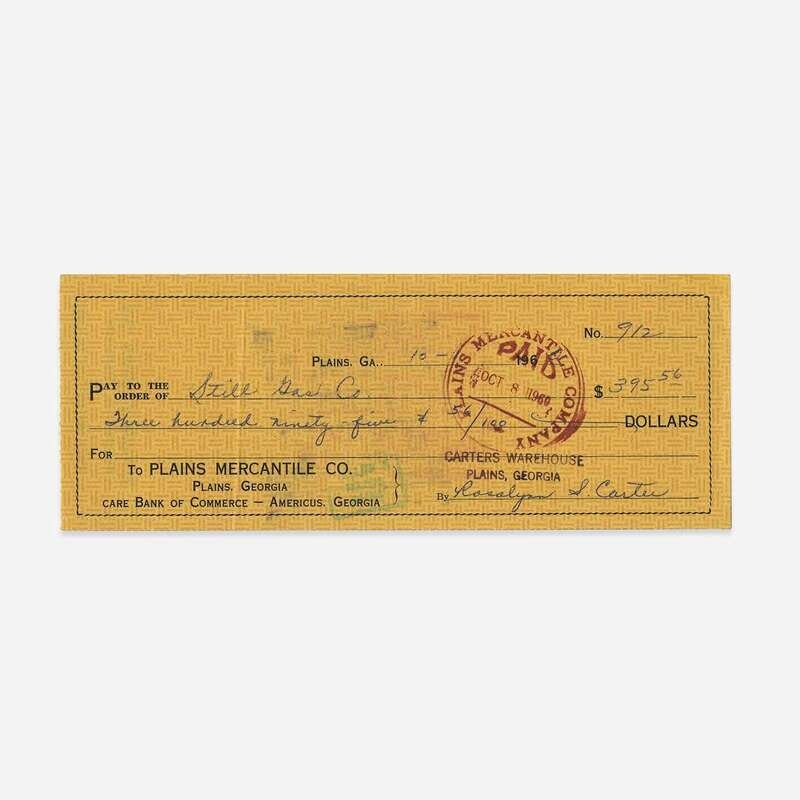 No. 912
PLAINS, GA. 10- 196
PAY TO THE ORDER OF Still Gas Co. $ 395 56
Three hundred ninety-five & 56/100 DOLLARS
PLAINS MERCANTILE COMPANY
PAID
OCT 8 1960
FOR
CARTERS WAREHOUSE
PLAINS, GEORGIA
TO PLAINS MERCANTILE CO.
PLAINS, GEORGIA
CARE BANK OF COMMERCE — AMERICUS, GEORGIA
By Rosalynn S. Carter